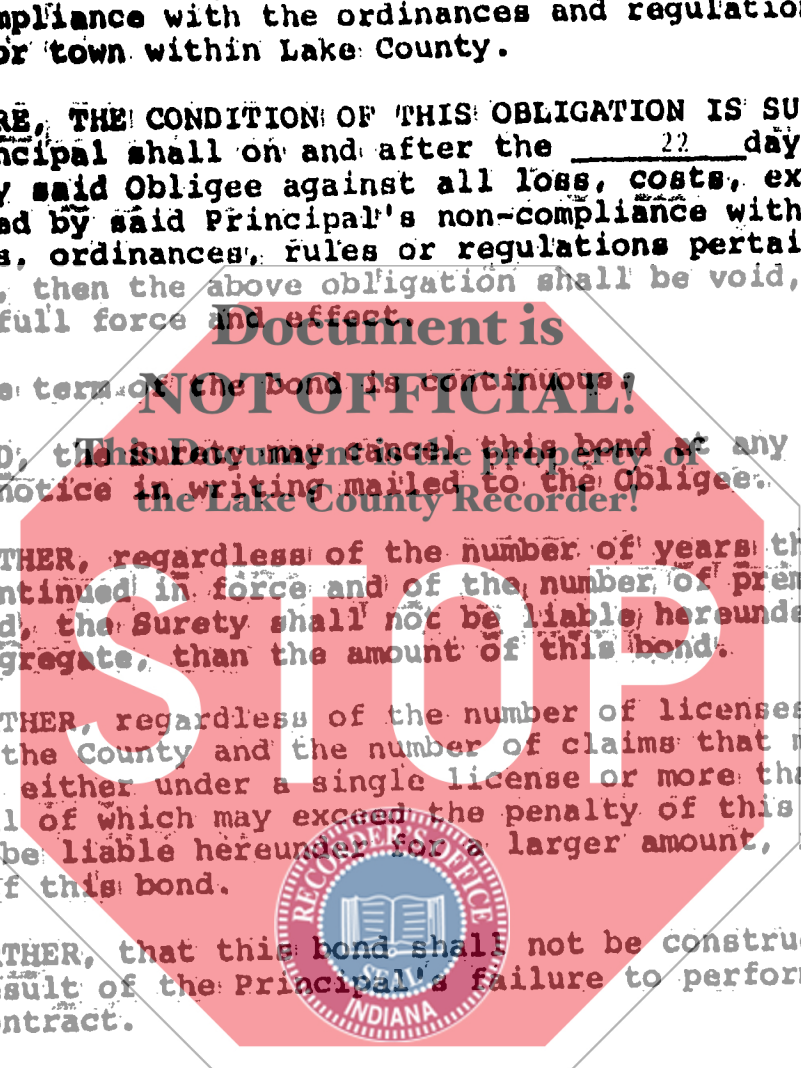 mpliance with the ordinances and regulation
or town within Lake County.
RE, THE CONDITION OF THIS OBLIGATION IS SU
ncipal shall on and after the 22 day
y said Obligee against all loss, costs, ex
ed by said Principal's non-compliance with
s, ordinances, rules or regulations pertai
, then the above obligation shall be void,
full force and effect.
Document is
e term of the bond is continuous.
NOT OFFICIAL!
D, the Surety may cancel this bond at any
This Document is the property of
notice in writing mailed to the Obligee.
the Lake County Recorder!
THER, regardless of the number of years th
ntinued in force and of the number of prem
d, the Surety shall not be liable hereunde
gregate, than the amount of this bond.
STOP
THER, regardless of the number of licenses
the County and the number of claims that m
either under a single license or more tha
l of which may exceed the penalty of this
be liable hereunder for a larger amount,
f this bond.
RECORDER'S OFFICE
THER, that this bond shall not be constru
sult of the Principal's failure to perfor
SEAL
ntract.
INDIANA